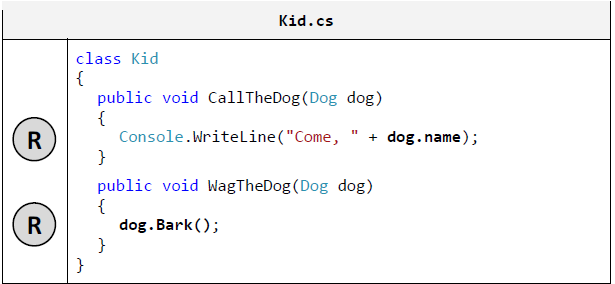 Kid.cs
class Kid
{
public void CallTheDog(Dog dog)
{
R
Console.WriteLine("Come, " + dog.name);
}
public void WagTheDog(Dog dog)
{
R
dog.Bark();
}
}